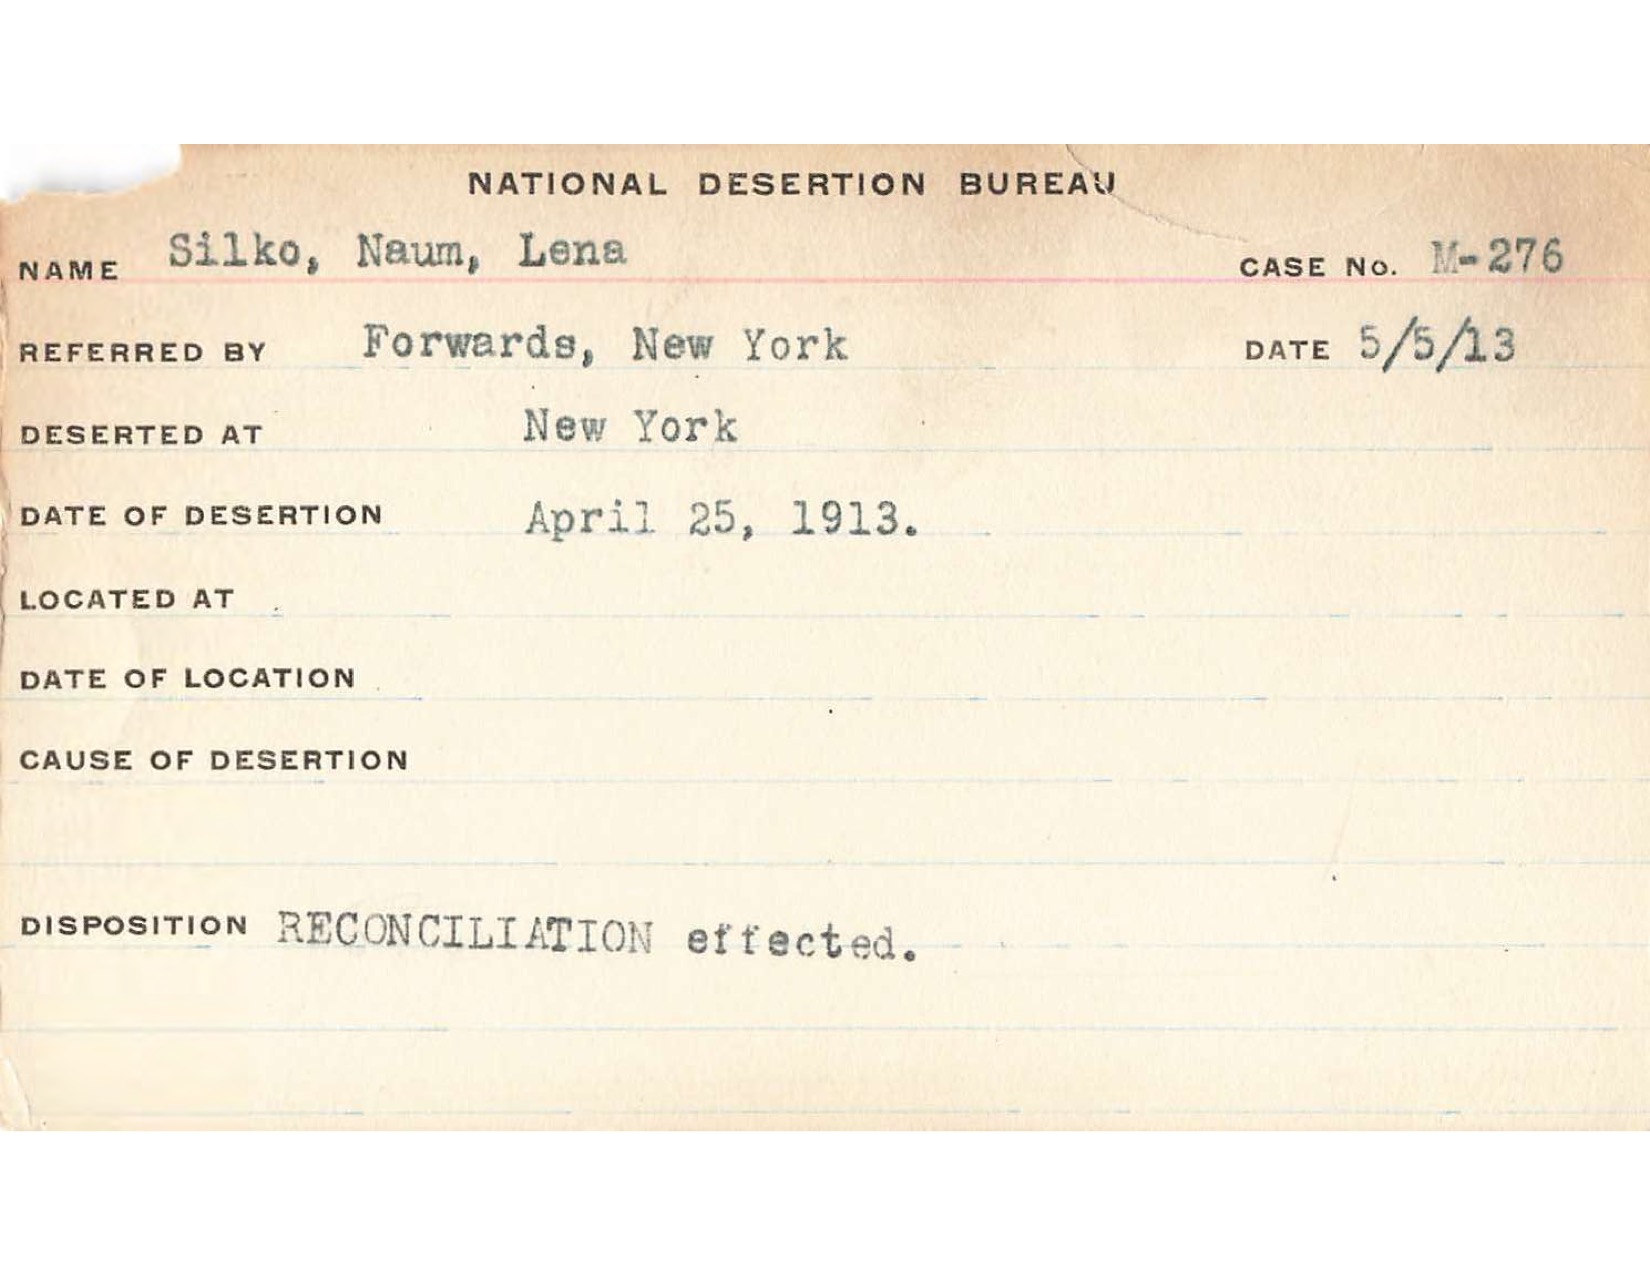 NATIONAL DESERTION BUREAU
NAME Silko, Naum, Lena CASE No. M-276
REFERRED BY Forwards, New York DATE 5/5/13
DESERTED AT New York
DATE OF DESERTION April 25, 1913.
LOCATED AT
DATE OF LOCATION
CAUSE OF DESERTION
DISPOSITION RECONCILIATION effected.